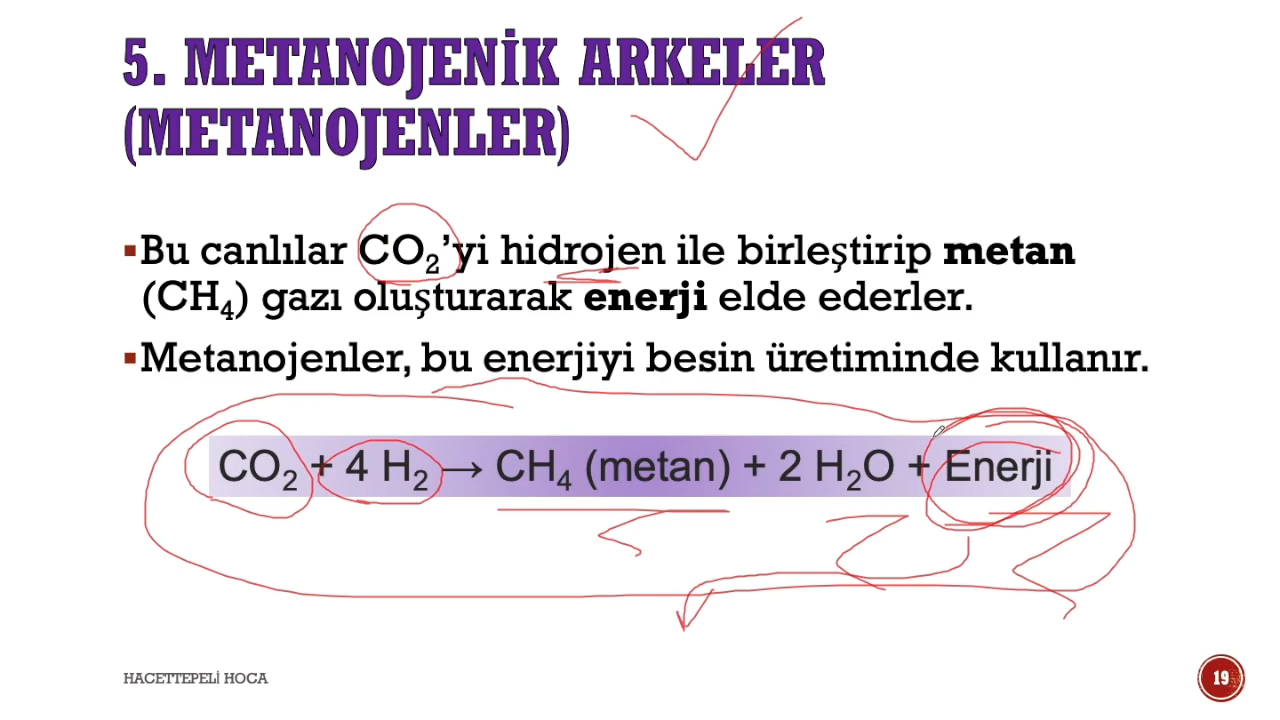 5. METANOJENİK ARKELER
(METANOJENLER)
▪Bu canlılar CO₂'yi hidrojen ile birleştirip metan
(CH₄) gazı oluşturarak enerji elde ederler.
▪Metanojenler, bu enerjiyi besin üretiminde kullanır.
CO₂ + 4 H₂ → CH₄ (metan) + 2 H₂O + Enerji
HACETTEPELİ HOCA
19